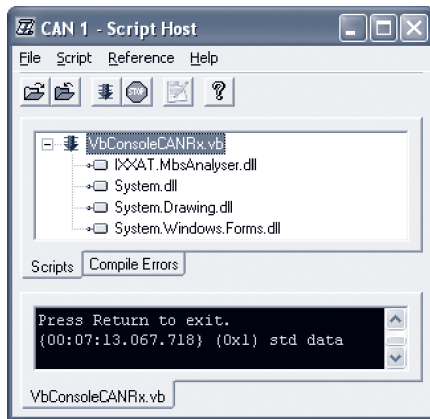 CAN 1 - Script Host
File Script Reference Help
STOP
?
VbConsoleCANRx.vb
IXXAT.MbsAnalyser.dll
System.dll
System.Drawing.dll
System.Windows.Forms.dll
Scripts Compile Errors
Press Return to exit.
{00:07:13.067.718} (0x1) std data
VbConsoleCANRx.vb